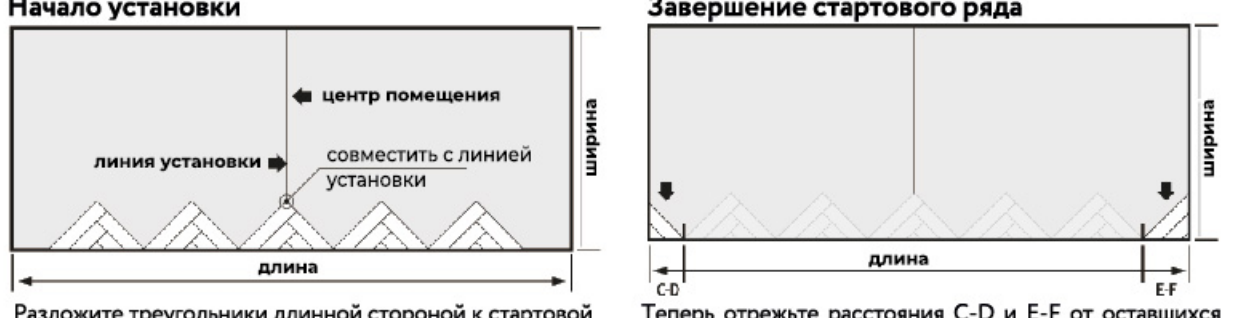 Начало установки
центр помещения
линия установки
совместить с линией
установки
ширина
длина
Разложите треугольники длинной стороной к стартовой
Завершение стартового ряда
ширина
длина
C-D
E-F
Теперь отрежьте расстояния C-D и E-F от оставшихся